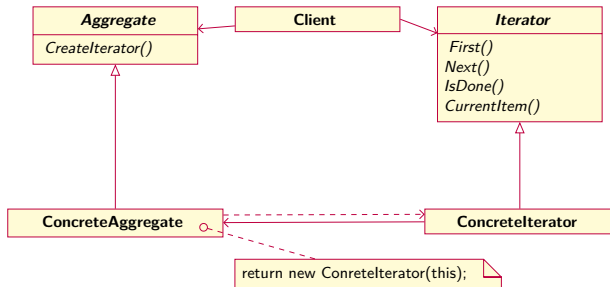 Aggregate
CreateIterator()
Client
Iterator
First()
Next()
IsDone()
CurrentItem()
ConcreteAggregate
ConcreteIterator
return new ConreteIterator(this);